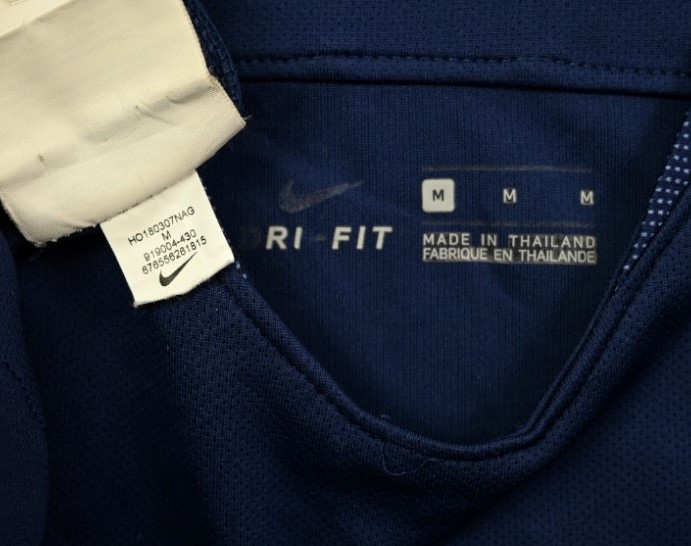 HO180307NAG
M
919004-430
676556261815
DRI-FIT
M M M
MADE IN THAILAND
FABRIQUE EN THAILANDE